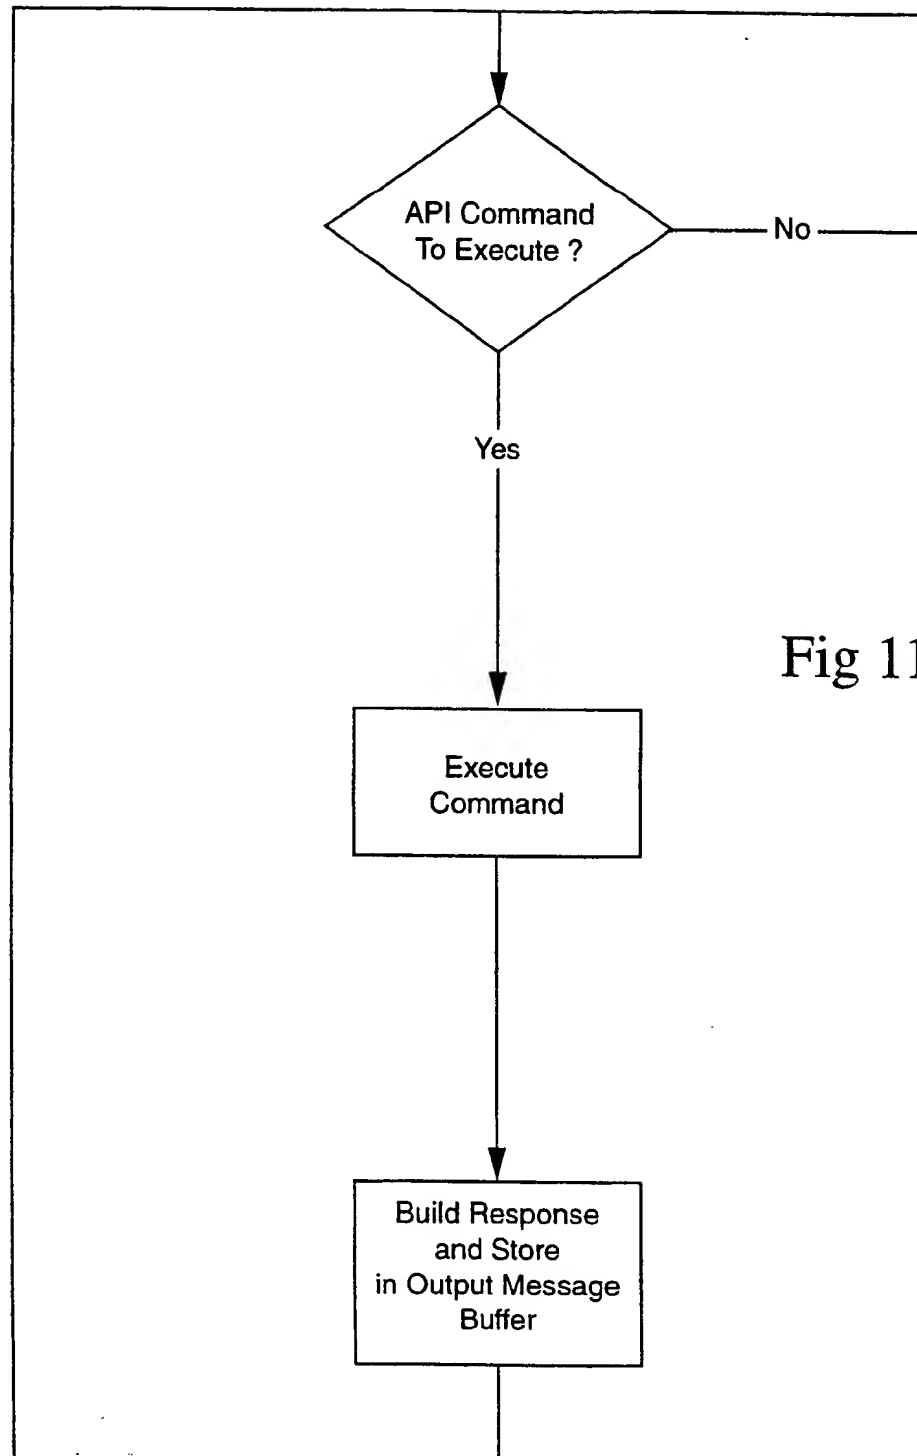 API Command
To Execute ?
No
Yes
Fig 11
Execute
Command
Build Response
and Store
in Output Message
Buffer